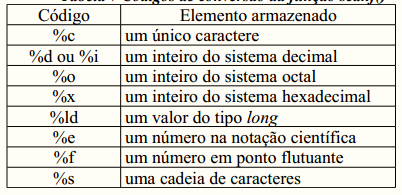 Tabela : Códigos de conversão da função scanf()
Código Elemento armazenado
%c um único caractere
%d ou %i um inteiro do sistema decimal
%o um inteiro do sistema octal
%x um inteiro do sistema hexadecimal
%ld um valor do tipo long
%e um número na notação científica
%f um número em ponto flutuante
%s uma cadeia de caracteres